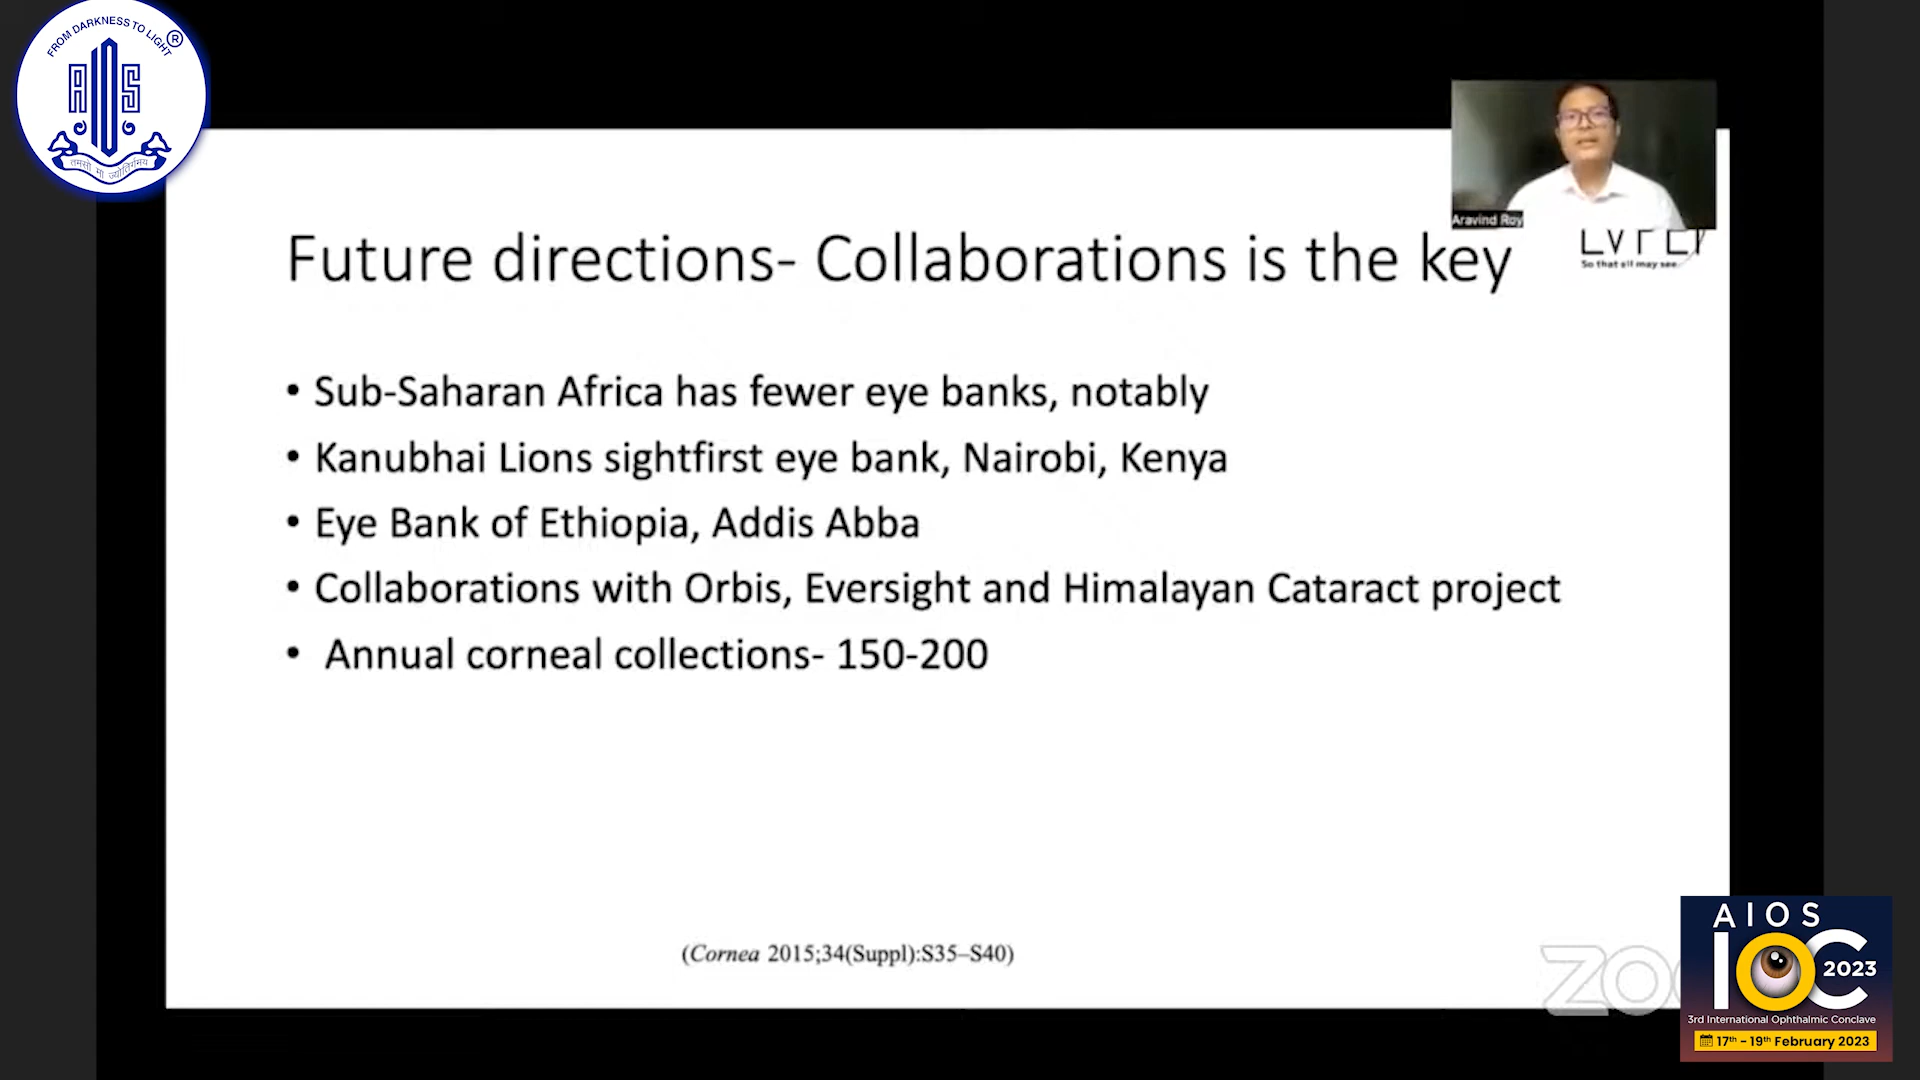 FROM DARKNESS TO LIGHT
®
AIOS
तमसो मा ज्योतिर्गमय
Aravind Roy
Future directions- Collaborations is the key
So that all may see
• Sub-Saharan Africa has fewer eye banks, notably
• Kanubhai Lions sightfirst eye bank, Nairobi, Kenya
• Eye Bank of Ethiopia, Addis Abba
• Collaborations with Orbis, Eversight and Himalayan Cataract project
• Annual corneal collections- 150-200
(Cornea 2015;34(Suppl):S35–S40)
AIOS
IOC 2023
3rd International Ophthalmic Conclave
17th - 19th February 2023